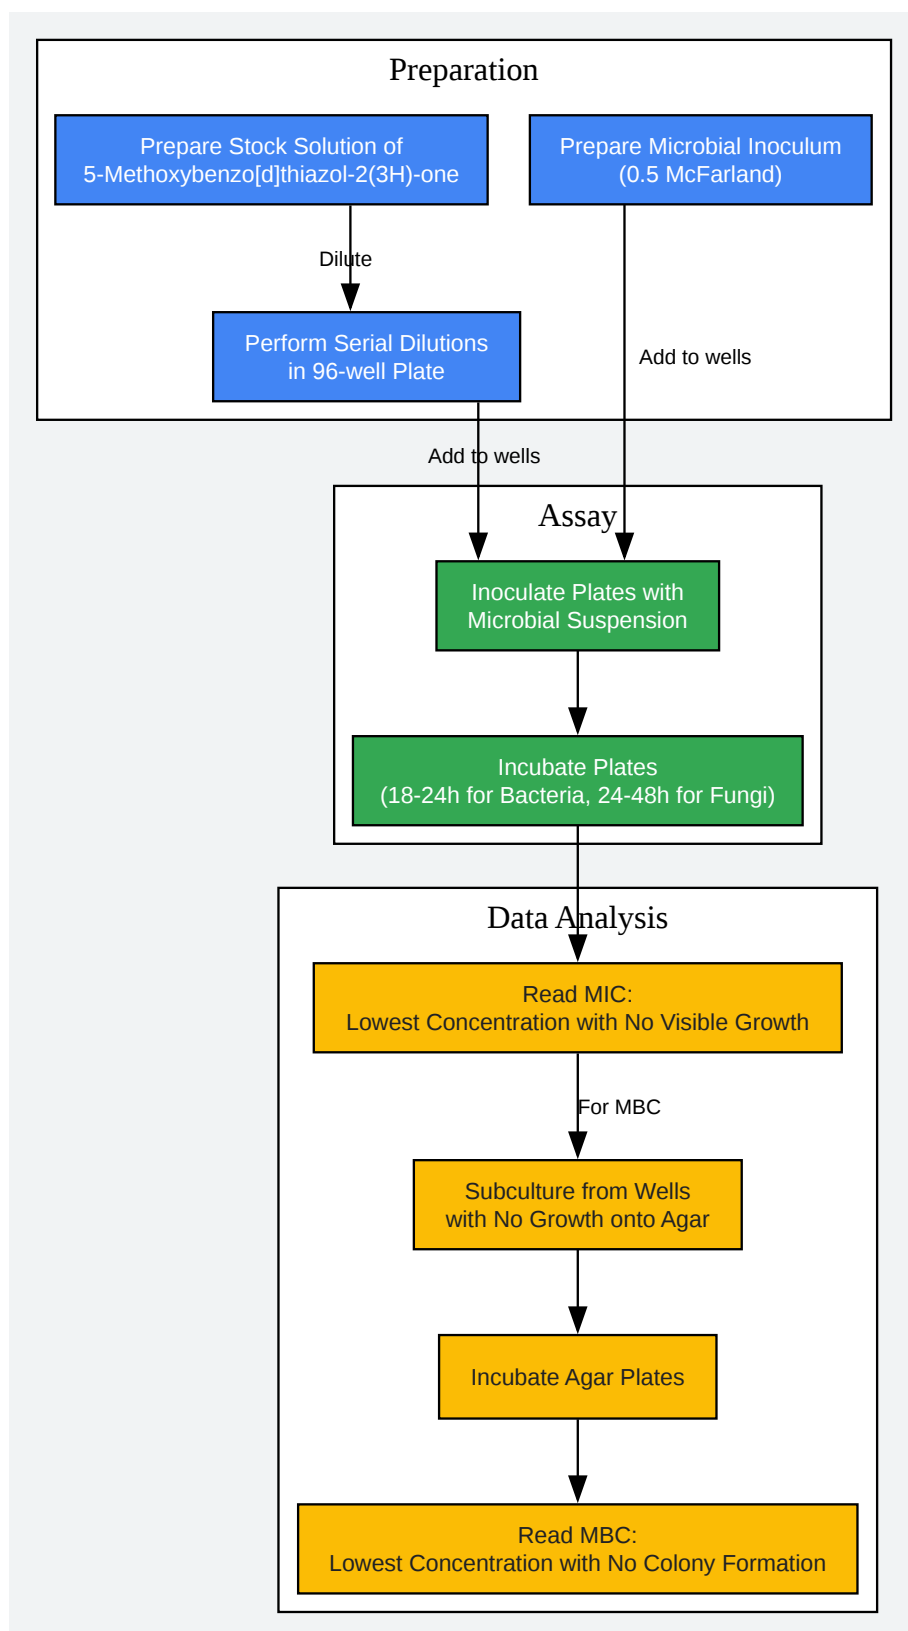 Preparation
Prepare Stock Solution of
5-Methoxybenzo[d]thiazol-2(3H)-one
Prepare Microbial Inoculum
(0.5 McFarland)
Dilute
Perform Serial Dilutions
in 96-well Plate
Add to wells
Add to wells
Assay
Inoculate Plates with
Microbial Suspension
Incubate Plates
(18-24h for Bacteria, 24-48h for Fungi)
Data Analysis
Read MIC:
Lowest Concentration with No Visible Growth
For MBC
Subculture from Wells
with No Growth onto Agar
Incubate Agar Plates
Read MBC:
Lowest Concentration with No Colony Formation